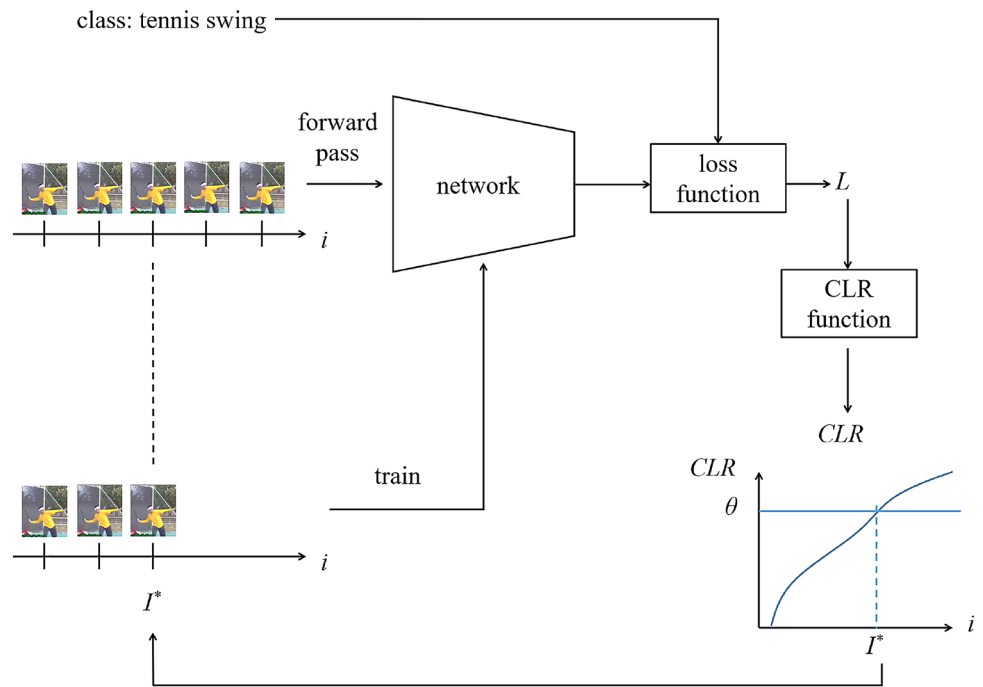 class: tennis swing
forward
pass
network
loss
function
L
i
CLR
function
CLR
train
CLR
θ
i
I*
i
I*